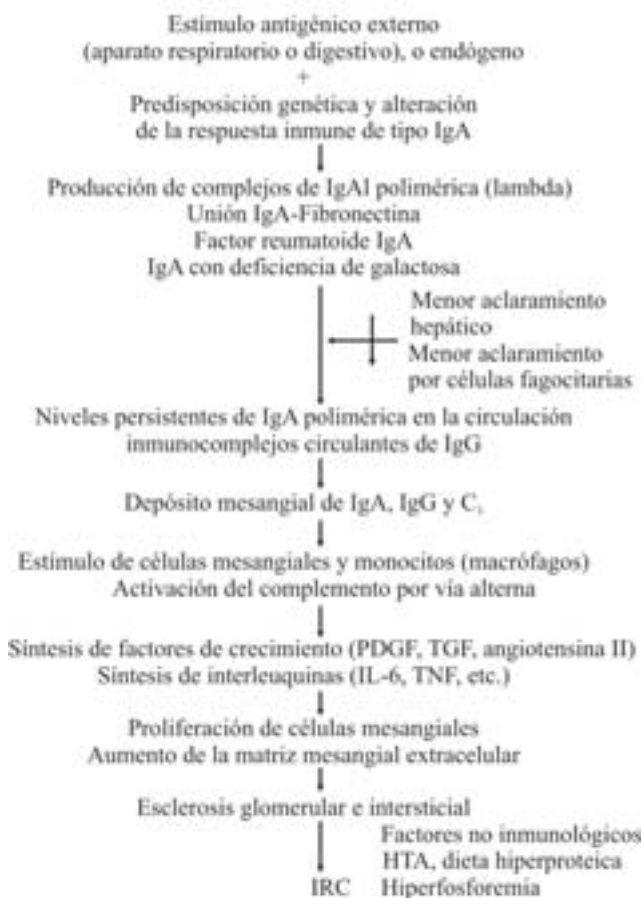 Estímulo antigénico externo
(aparato respiratorio o digestivo), o endógeno
+
Predisposición genética y alteración
de la respuesta inmune de tipo IgA
Producción de complejos de IgAl polimérica (lambda)
Unión IgA-Fibronectina
Factor reumatoide IgA
IgA con deficiencia de galactosa
Menor aclaramiento
hepático
Menor aclaramiento
por células fagocitarias
Niveles persistentes de IgA polimérica en la circulación
inmunocomplejos circulantes de IgG
Depósito mesangial de IgA, IgG y C₃
Estímulo de células mesangiales y monocitos (macrófagos)
Activación del complemento por vía alterna
Síntesis de factores de crecimiento (PDGF, TGF, angiotensina II)
Síntesis de interleuquinas (IL-6, TNF, etc.)
Proliferación de células mesangiales
Aumento de la matriz mesangial extracelular
Esclerosis glomerular e intersticial
Factores no inmunológicos
HTA, dieta hiperproteica
IRC Hiperfosforemia